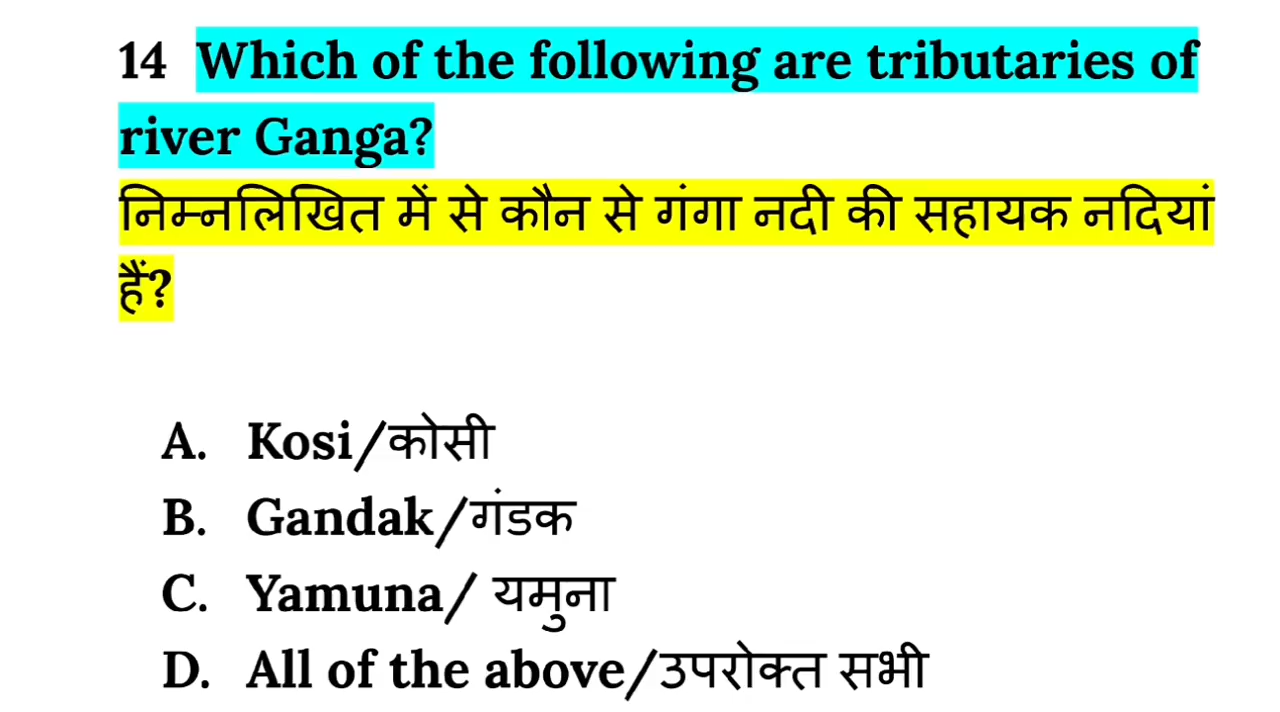 14 Which of the following are tributaries of
river Ganga?
निम्नलिखित में से कौन से गंगा नदी की सहायक नदियां
हैं?
A. Kosi/कोसी
B. Gandak/गंडक
C. Yamuna/ यमुना
D. All of the above/उपरोक्त सभी